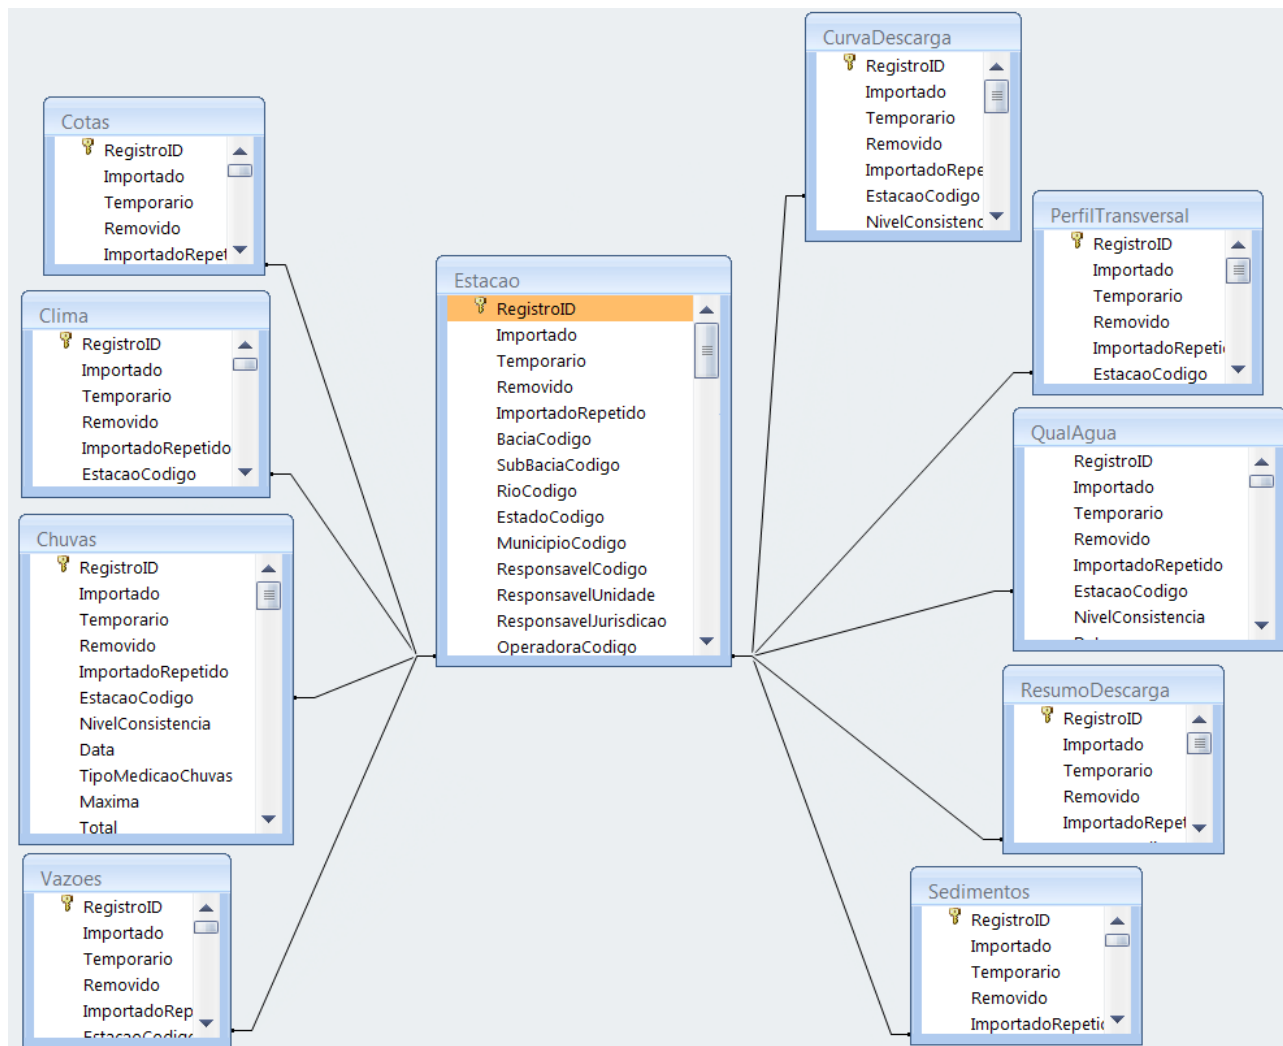 Cotas
RegistroID
Importado
Temporario
Removido
ImportadoRepet
Clima
RegistroID
Importado
Temporario
Removido
ImportadoRepetido
EstacaoCodigo
Chuvas
RegistroID
Importado
Temporario
Removido
ImportadoRepetido
EstacaoCodigo
NivelConsistencia
Data
TipoMedicaoChuvas
Maxima
Total
Vazoes
RegistroID
Importado
Temporario
Removido
ImportadoRep
EstacaoCodigo
Estacao
RegistroID
Importado
Temporario
Removido
ImportadoRepetido
BaciaCodigo
SubBaciaCodigo
RioCodigo
EstadoCodigo
MunicipioCodigo
ResponsavelCodigo
ResponsavelUnidade
ResponsavelJurisdicao
OperadoraCodigo
CurvaDescarga
RegistroID
Importado
Temporario
Removido
ImportadoRepe
EstacaoCodigo
NivelConsistenc
PerfilTransversal
RegistroID
Importado
Temporario
Removido
ImportadoRepeti
EstacaoCodigo
QualAgua
RegistroID
Importado
Temporario
Removido
ImportadoRepetido
EstacaoCodigo
NivelConsistencia
ResumoDescarga
RegistroID
Importado
Temporario
Removido
ImportadoRepet
Sedimentos
RegistroID
Importado
Temporario
Removido
ImportadoRepetic